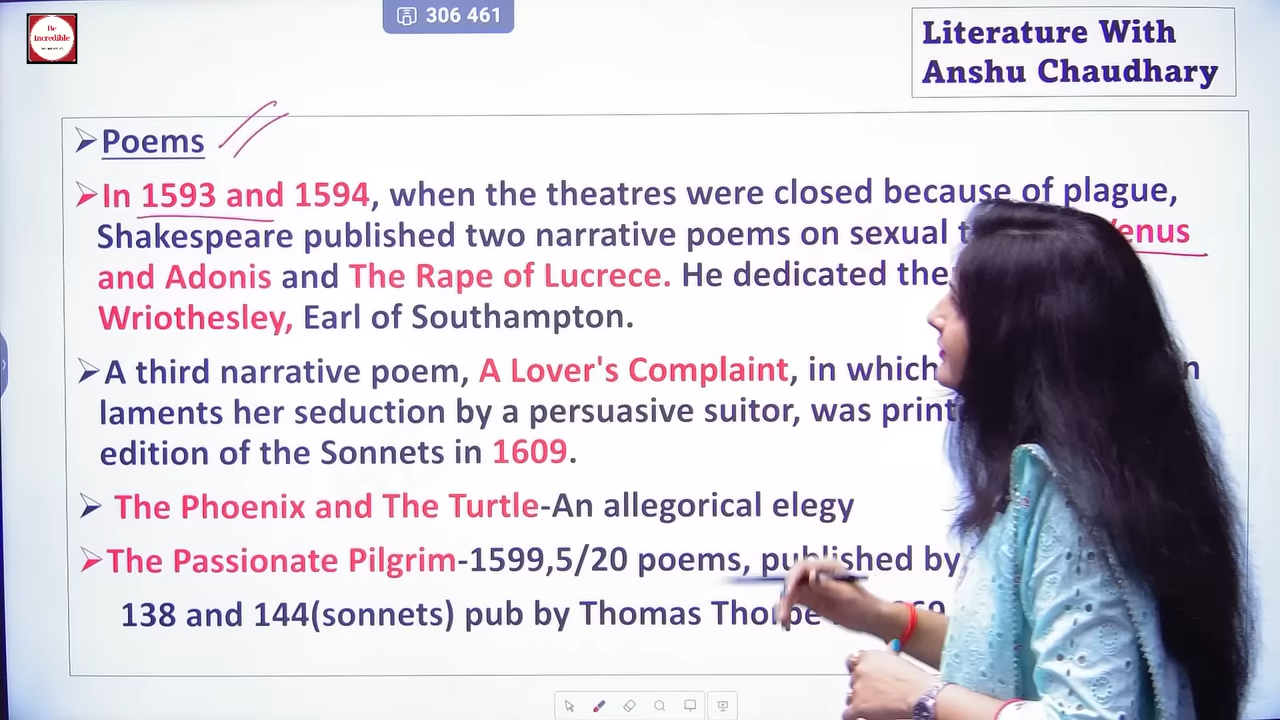 Be
Incredible
306 461
Literature With
Anshu Chaudhary
➢Poems
➢In 1593 and 1594, when the theatres were closed because of plague,
Shakespeare published two narrative poems on sexual enus
and Adonis and The Rape of Lucrece. He dedicated the
Wriothesley, Earl of Southampton.
➢A third narrative poem, A Lover's Complaint, in which n
laments her seduction by a persuasive suitor, was print
edition of the Sonnets in 1609.
➢ The Phoenix and The Turtle-An allegorical elegy
➢The Passionate Pilgrim-1599,5/20 poems, published by
138 and 144(sonnets) pub by Thomas Thorpe